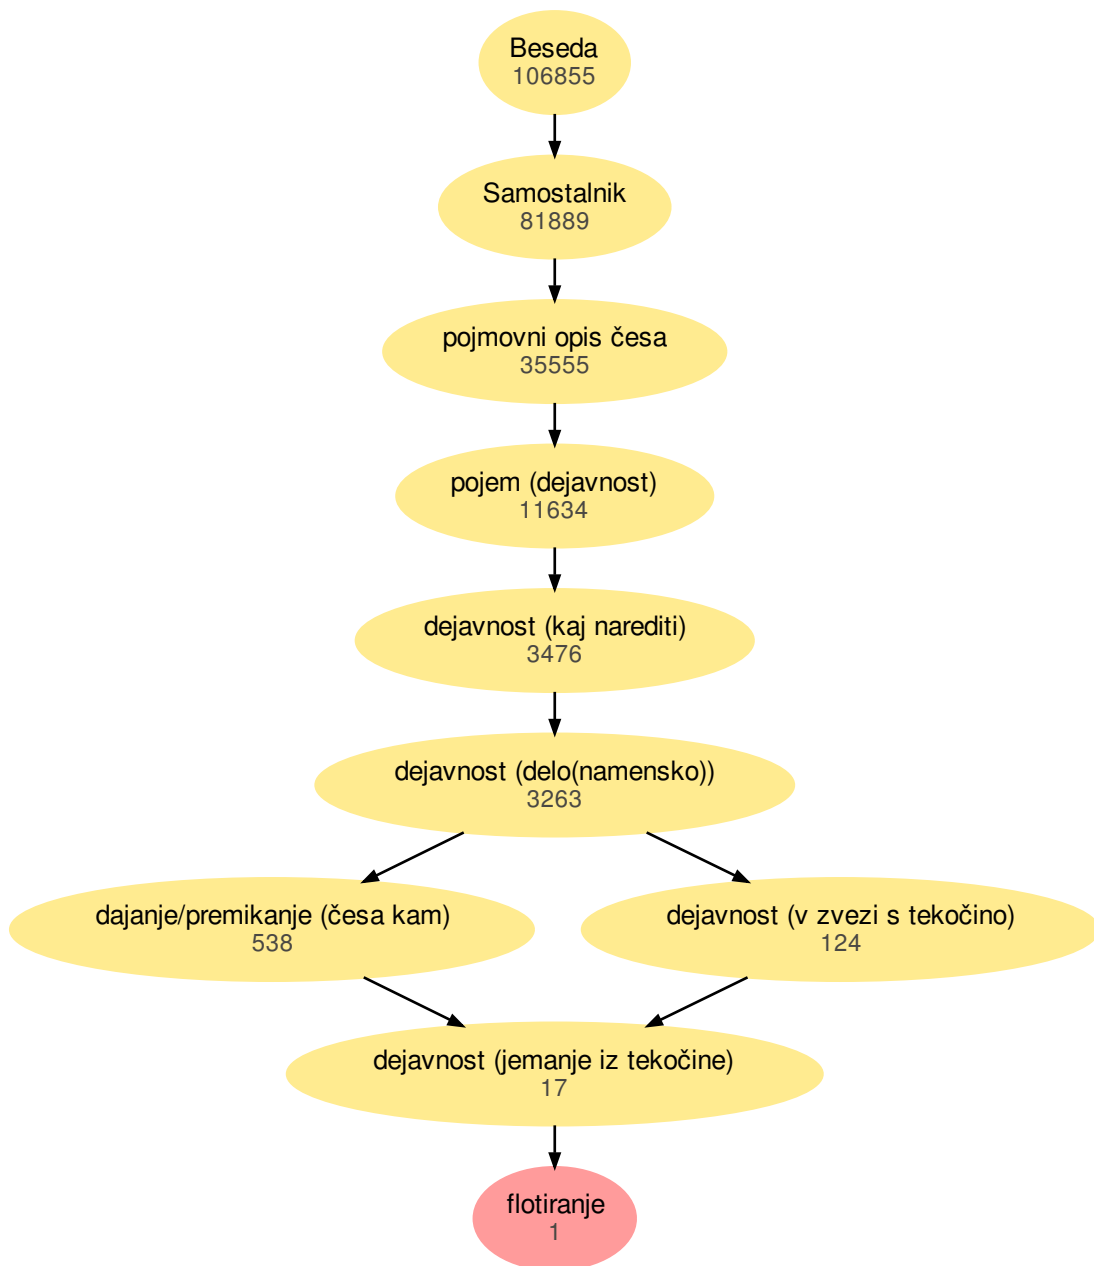 Beseda
106855
Samostalnik
81889
pojmovni opis česa
35555
pojem (dejavnost)
11634
dejavnost (kaj narediti)
3476
dejavnost (delo(namensko))
3263
dajanje/premikanje (česa kam)
538
dejavnost (v zvezi s tekočino)
124
dejavnost (jemanje iz tekočine)
17
flotiranje
1